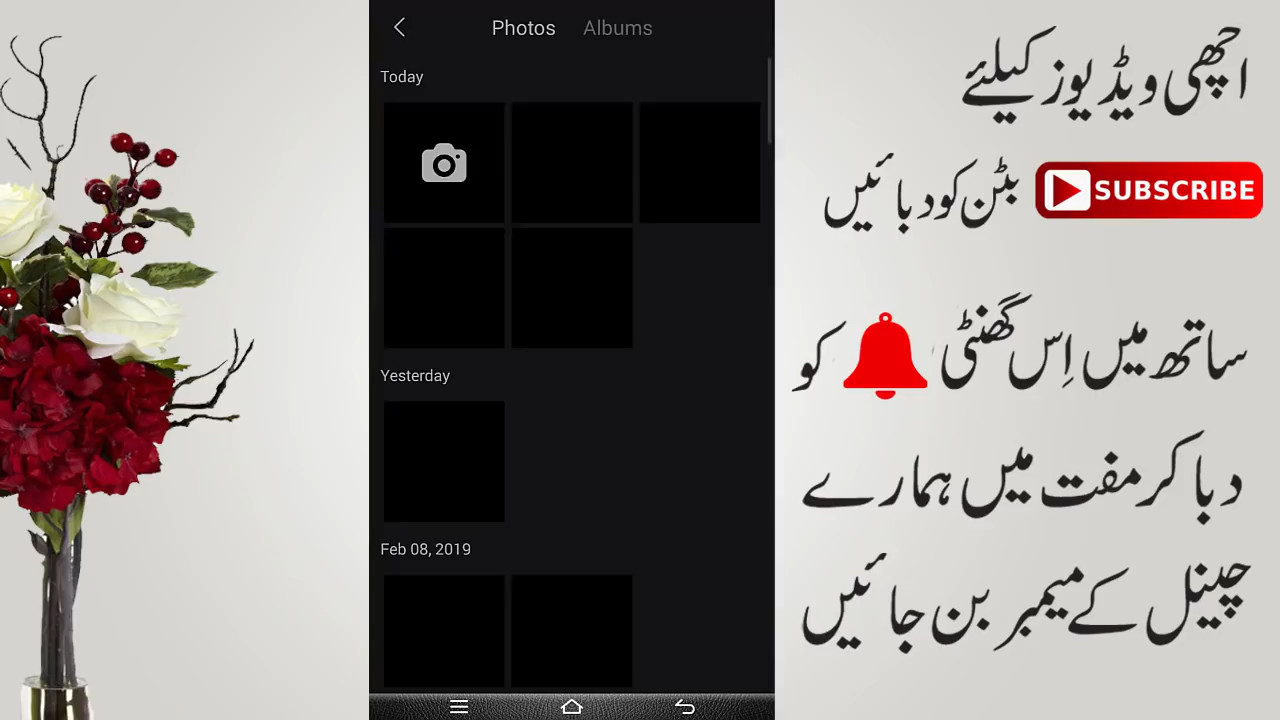 Photos Albums
Today
Yesterday
Feb 08, 2019
اچھی ویڈیوز کیلئے
SUBSCRIBE بٹن کو دبائیں
ساتھ میں اِس گھنٹی کو
دبا کر مفت میں ہمارے
چینل کے میمبر بن جائیں